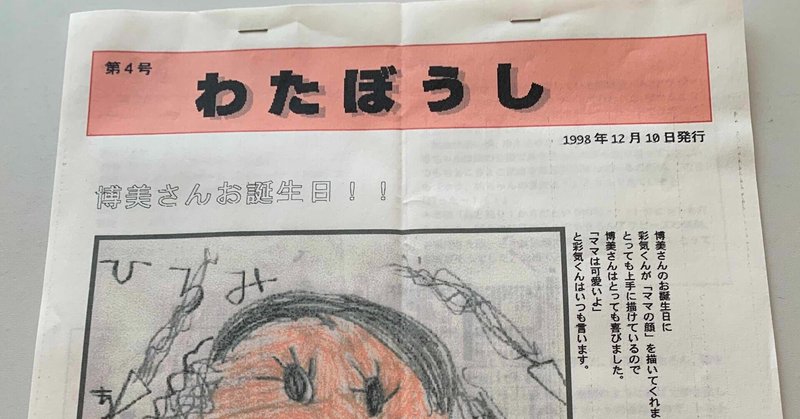 第４号
わたぼうし
1998年12月10日発行
博美さんお誕生日！！
博美さんのお誕生日に
彩気くんが「ママの顔」を描いてくれま
とっても上手に描けているので
博美さんはとっても喜びました。
「ママは可愛いよ」
と彩気くんはいつも言います。
ひろみ